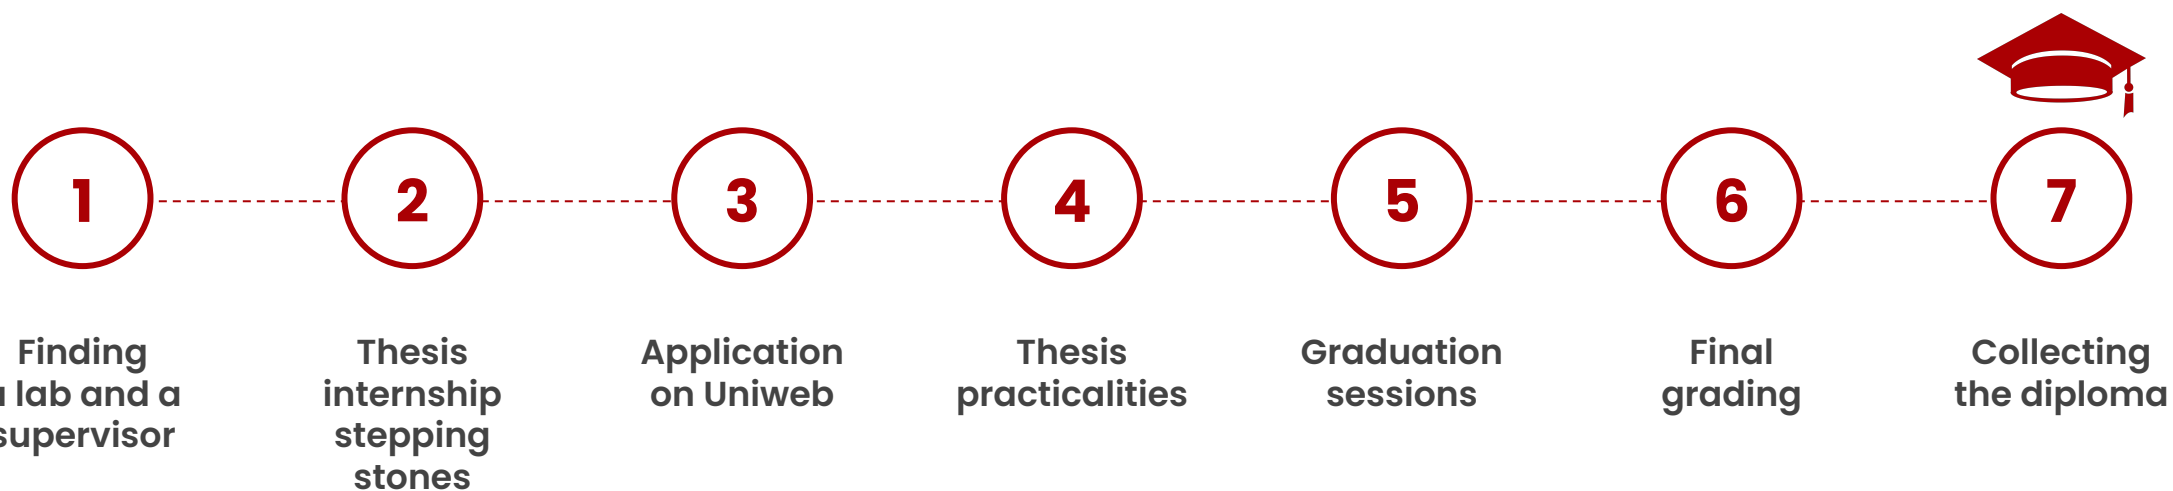 1
2
3
4
5
6
7
Finding
a lab and a
supervisor
Thesis
internship
stepping
stones
Application
on Uniweb
Thesis
practicalities
Graduation
sessions
Final
grading
Collecting
the diploma